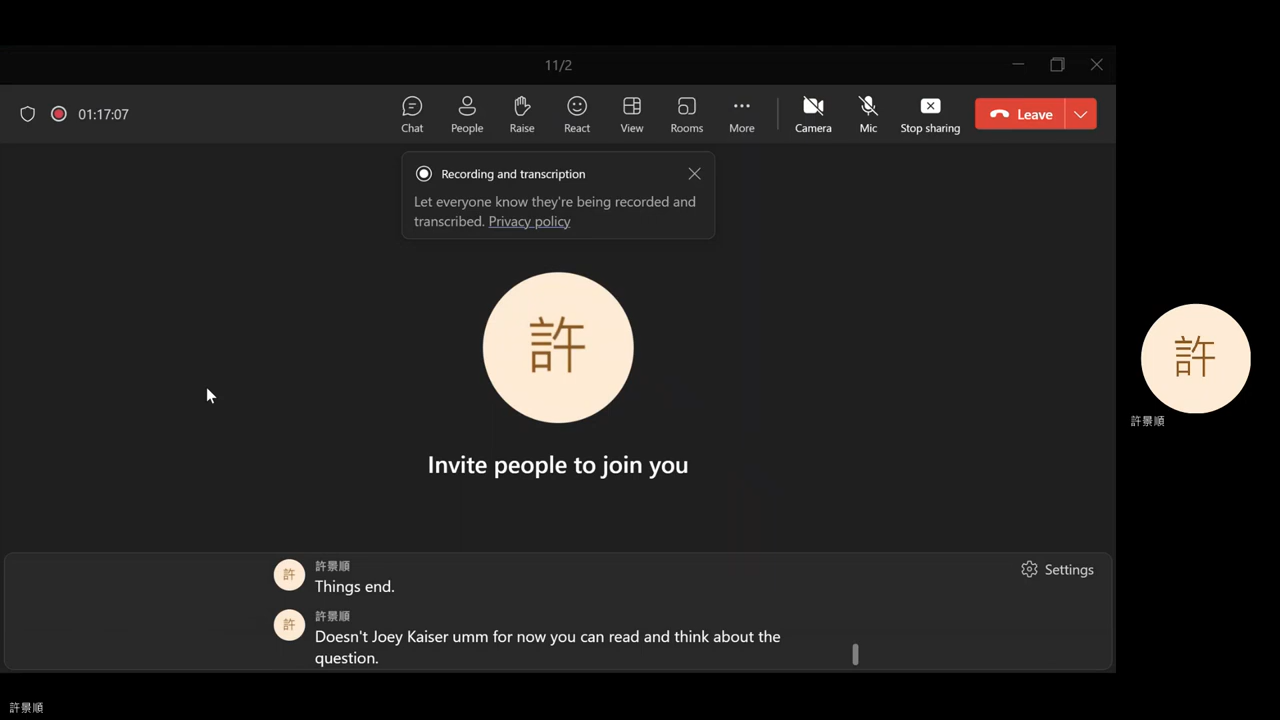 11/2
01:17:07
Chat
People
Raise
React
View
Rooms
More
Camera
Mic
Stop sharing
Leave
Recording and transcription
Let everyone know they're being recorded and
transcribed. Privacy policy
許
Invite people to join you
許
許景順
許
許景順
Things end.
Settings
許
許景順
Doesn't Joey Kaiser umm for now you can read and think about the
question.
許景順